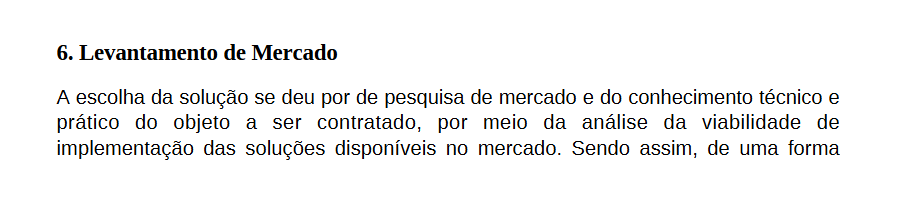 6. Levantamento de Mercado
A escolha da solução se deu por de pesquisa de mercado e do conhecimento técnico e
prático do objeto a ser contratado, por meio da análise da viabilidade de
implementação das soluções disponíveis no mercado. Sendo assim, de uma forma